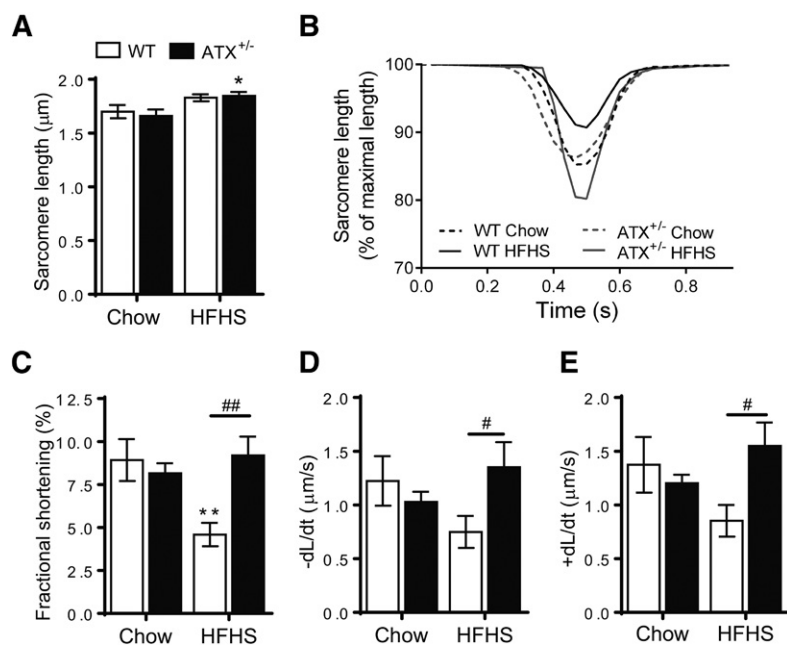 A
WT ATX+/-
Sarcomere length (µm)
2.0
1.5
1.0
0.5
0.0
*
Chow HFHS
B
Sarcomere length
(% of maximal length)
100
90
80
70
WT Chow ATX+/- Chow
WT HFHS ATX+/- HFHS
0.0 0.2 0.4 0.6 0.8
Time (s)
C
Fractional shortening (%)
12.5
10.0
7.5
5.0
2.5
0.0
##
**
Chow HFHS
D
-dL/dt (µm/s)
2.0
1.5
1.0
0.5
0.0
#
Chow HFHS
E
+dL/dt (µm/s)
2.0
1.5
1.0
0.5
0.0
#
Chow HFHS